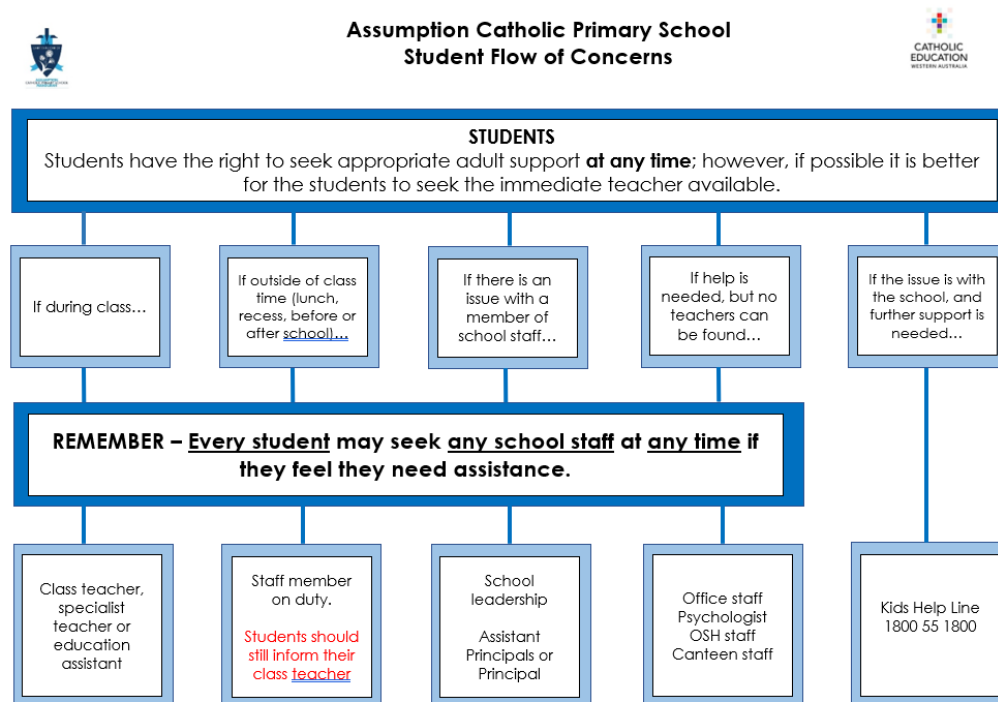 Assumption Catholic Primary School
Student Flow of Concerns
CATHOLIC
EDUCATION
WESTERN AUSTRALIA
STUDENTS
Students have the right to seek appropriate adult support at any time; however, if possible it is better
for the students to seek the immediate teacher available.
If during class…
If outside of class
time (lunch,
recess, before or
after school)…
If there is an
issue with a
member of
school staff…
If help is
needed, but no
teachers can
be found…
If the issue is with
the school, and
further support is
needed…
REMEMBER – Every student may seek any school staff at any time if
they feel they need assistance.
Class teacher,
specialist
teacher or
education
assistant
Staff member
on duty.
Students should
still inform their
class teacher
School
leadership
Assistant
Principals or
Principal
Office staff
Psychologist
OSH staff
Canteen staff
Kids Help Line
1800 55 1800